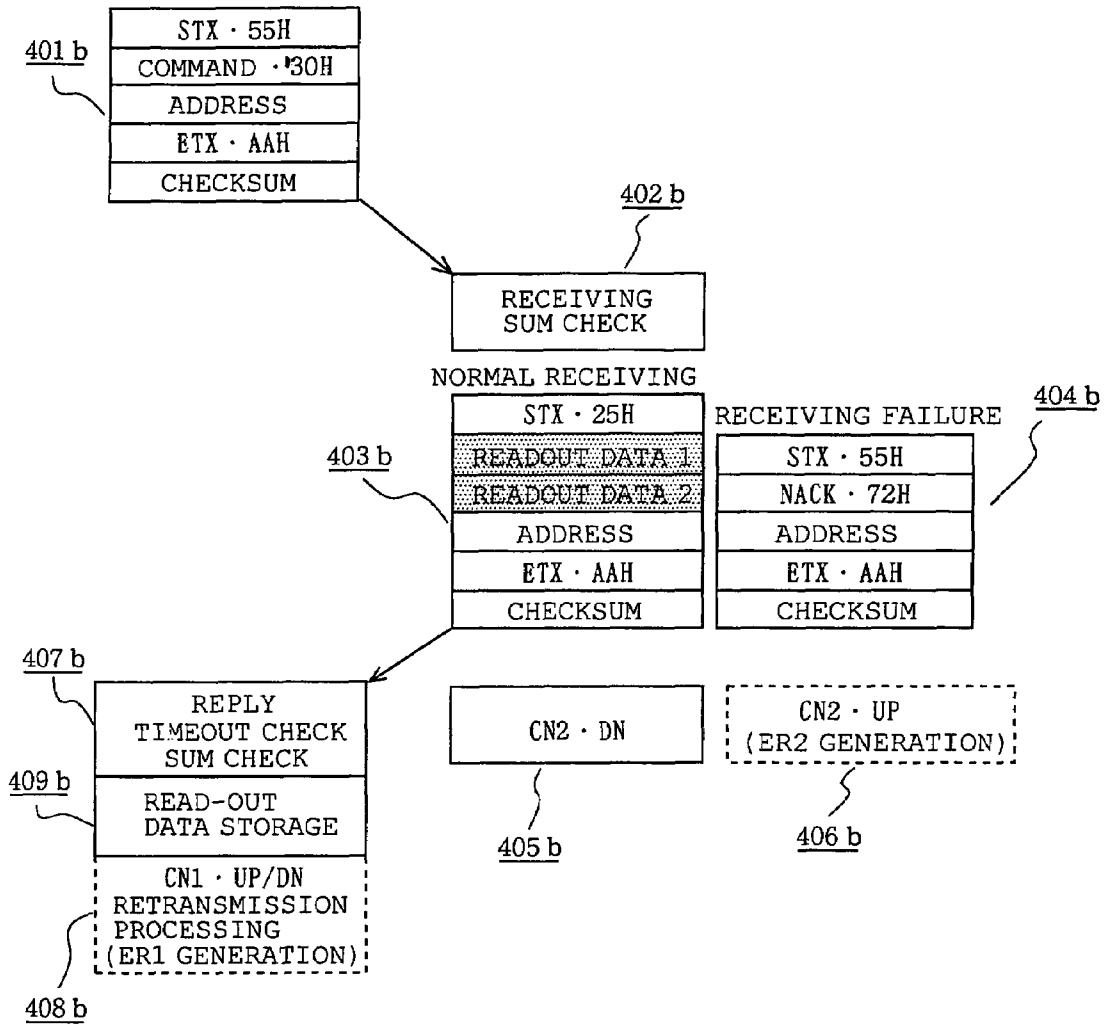 STX · 55H
401 b
COMMAND · 30H
ADDRESS
ETX · AAH
CHECKSUM
402 b
RECEIVING
SUM CHECK
NORMAL RECEIVING
STX · 25H
READOUT DATA 1
READOUT DATA 2
ADDRESS
ETX · AAH
CHECKSUM
403 b
RECEIVING FAILURE
404 b
STX · 55H
NACK · 72H
ADDRESS
ETX · AAH
CHECKSUM
407 b
REPLY
TIMEOUT CHECK
SUM CHECK
409 b
READ-OUT
DATA STORAGE
CN1 · UP/DN
RETRANSMISSION
PROCESSING
(ER1 GENERATION)
408 b
CN2 · DN
405 b
CN2 · UP
(ER2 GENERATION)
406 b